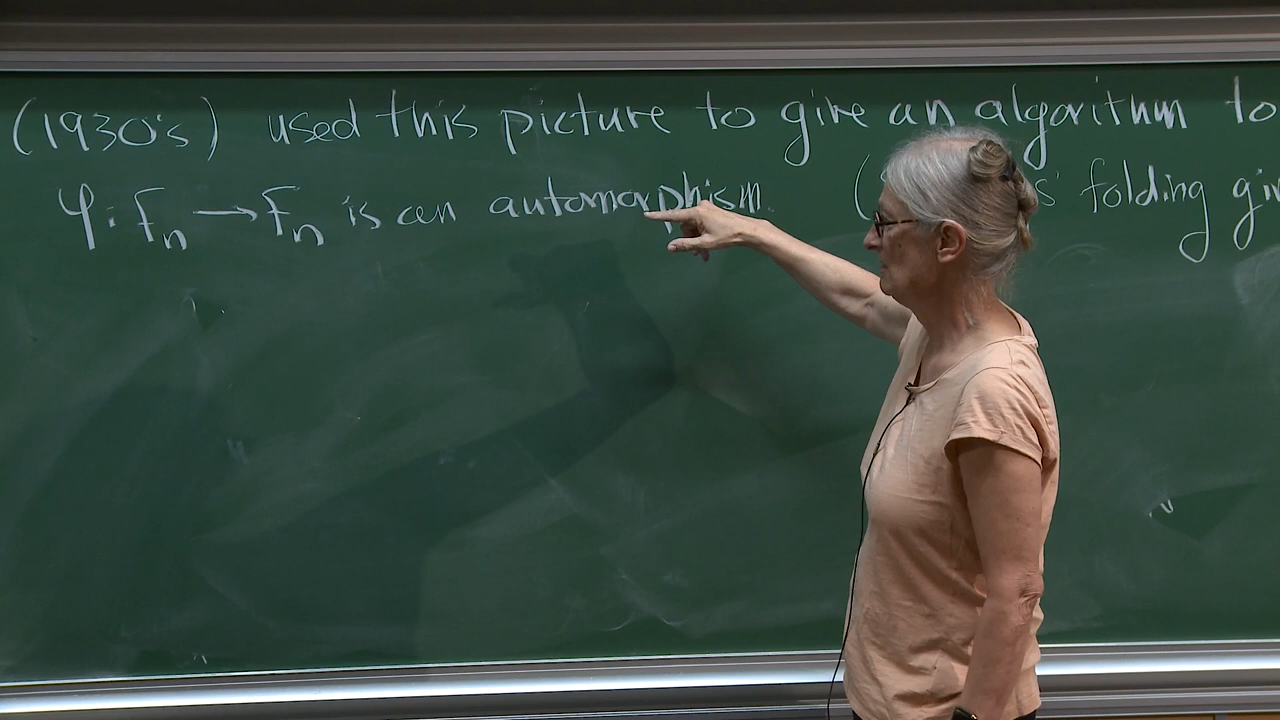 (1930's) used this picture to give an algorithm to
φ: Fn → Fn is an automorphism. ( s' folding giv